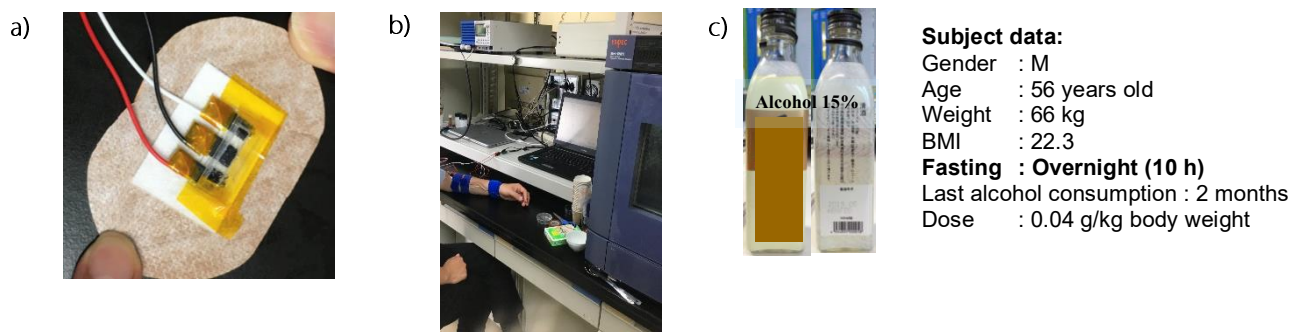 a)
b)
c)
Alcohol 15%
Subject data:
Gender : M
Age : 56 years old
Weight : 66 kg
BMI : 22.3
Fasting : Overnight (10 h)
Last alcohol consumption : 2 months
Dose : 0.04 g/kg body weight